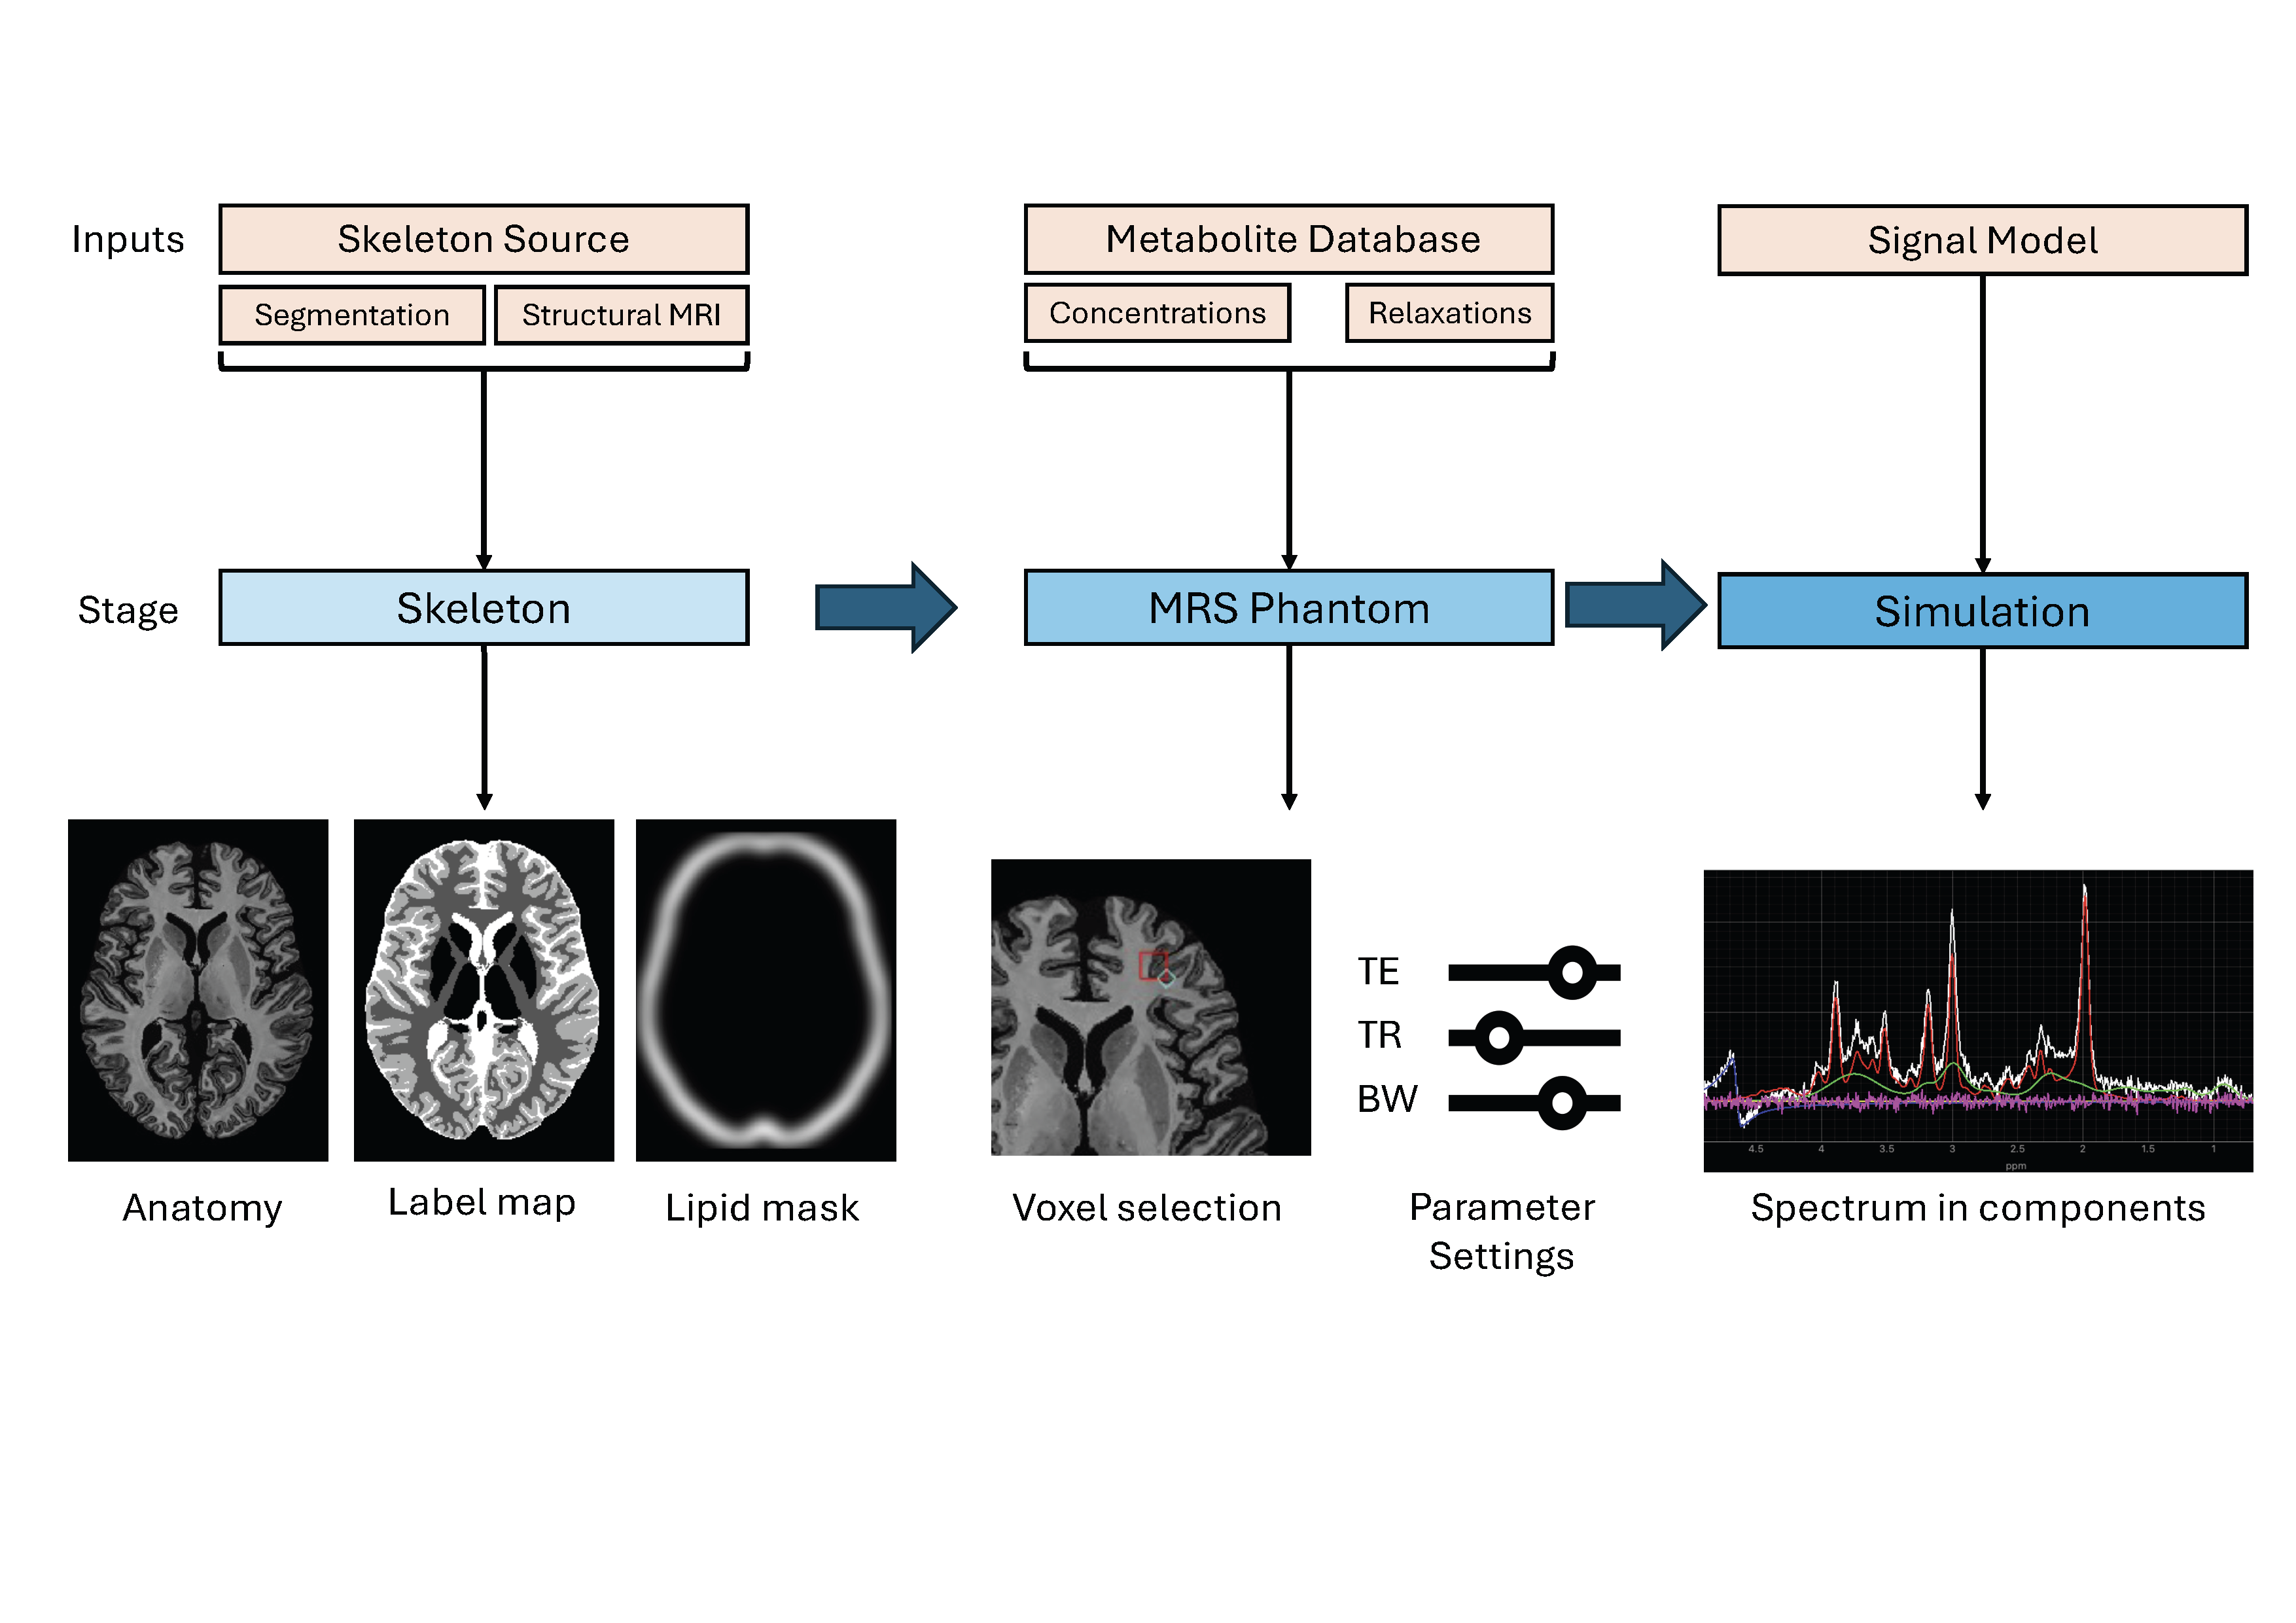 Inputs
Skeleton Source
Metabolite Database
Signal Model
Segmentation
Structural MRI
Concentrations
Relaxations
Stage
Skeleton
MRS Phantom
Simulation
TE
TR
BW
4.5 4 3.5 3 2.5 2 1.5 1
ppm
Anatomy
Label map
Lipid mask
Voxel selection
Parameter
Settings
Spectrum in components